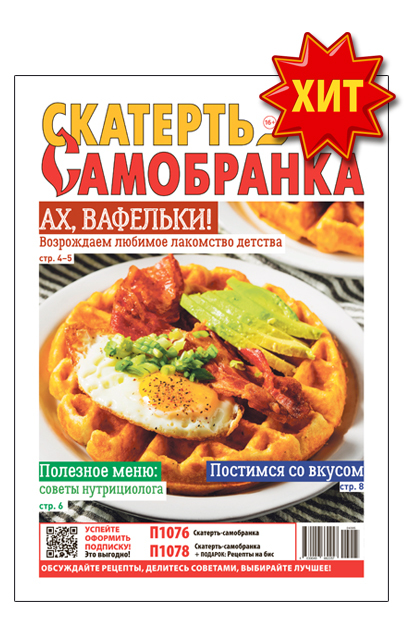 ХИТ
СКАТЕРТЬ
16+
САМОБРАНКА
АХ, ВАФЕЛЬКИ!
Возрождаем любимое лакомство детства
стр. 4–5
Полезное меню:
советы нутрициолога
стр. 6
Постимся со вкусом
стр. 8
УСПЕЙТЕ
ОФОРМИТЬ
ПОДПИСКУ!
Это выгодно!
П1076 Скатерть-самобранка
П1078 Скатерть-самобранка
+ ПОДАРОК: Рецепты на бис
ОБСУЖДАЙТЕ РЕЦЕПТЫ, ДЕЛИТЕСЬ СОВЕТАМИ, ВЫБИРАЙТЕ ЛУЧШЕЕ!